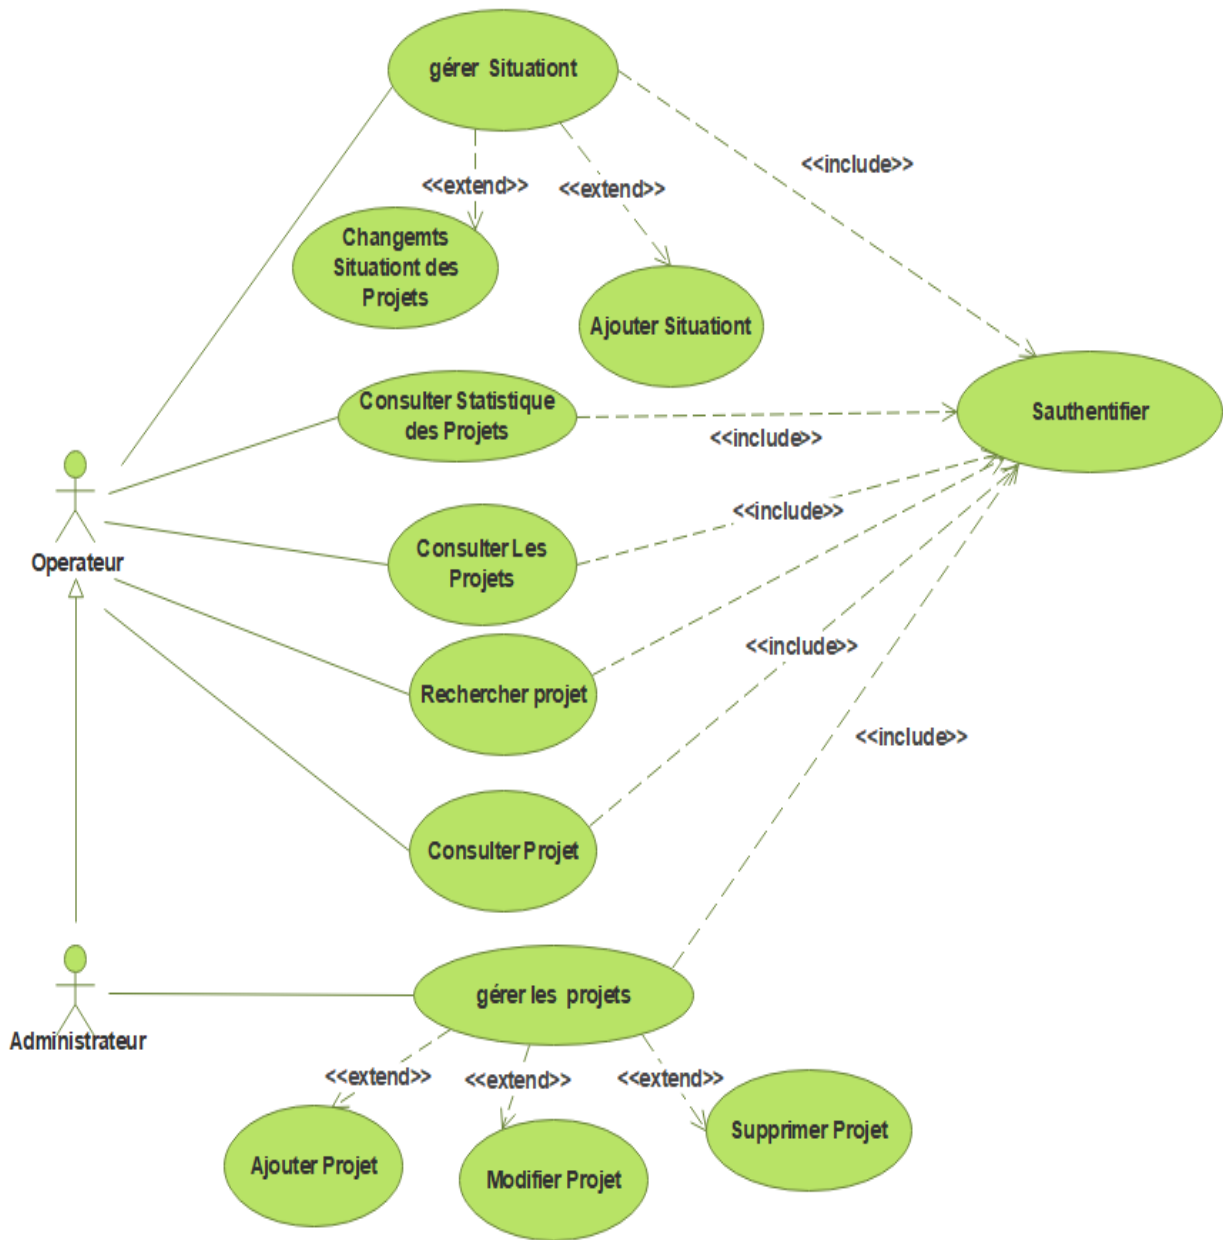 gérer Situationt
<<include>>
<<extend>>
<<extend>>
Changemts
Situationt des
Projets
Ajouter Situationt
Consulter Statistique
des Projets
<<include>>
Sauthentifier
Operateur
Consulter Les
Projets
<<include>>
Rechercher projet
<<include>>
<<include>>
Consulter Projet
Administrateur
gérer les projets
<<extend>>
<<extend>>
<<extend>>
Ajouter Projet
Modifier Projet
Supprimer Projet